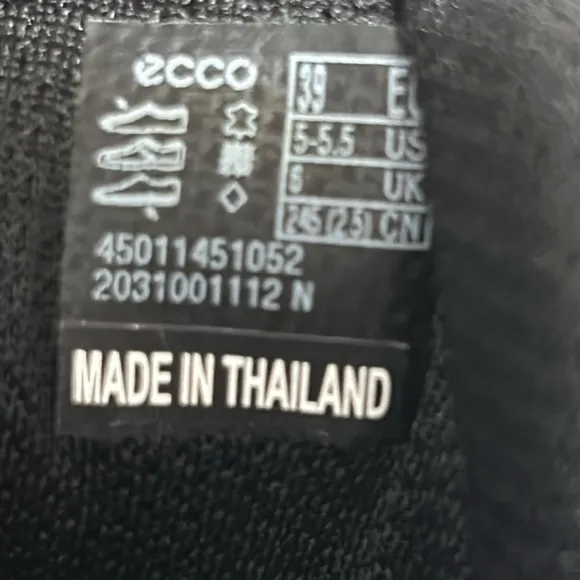 ecco
39 EU
5-5.5 US
6 UK
245 (2.5) CN
45011451052
2031001112 N
MADE IN THAILAND